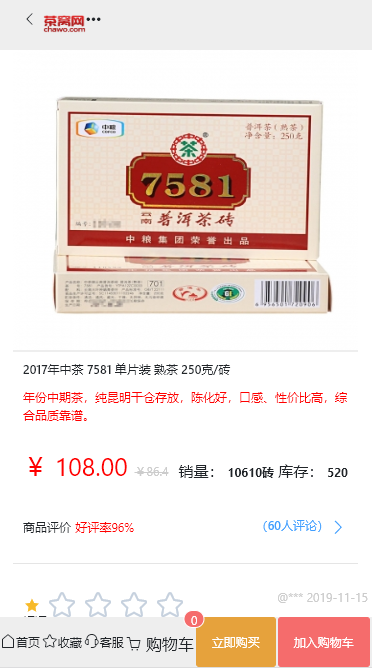 茶窝网
chawo.com
•••
中粮
中茶
普洱茶（熟茶）
净含量：250克
7581
云南 普洱茶砖
中粮集团荣誉出品
701
6 956501 720906
2017年中茶 7581 单片装 熟茶 250克/砖
年份中期茶，纯昆明干仓存放，陈化好，口感、性价比高，综
合品质靠谱。
￥ 108.00 ￥86.4 销量： 10610砖 库存： 520
商品评价 好评率96% （60人评论）
@*** 2019-11-15
首页 收藏 客服 购物车 0 立即购买 加入购物车